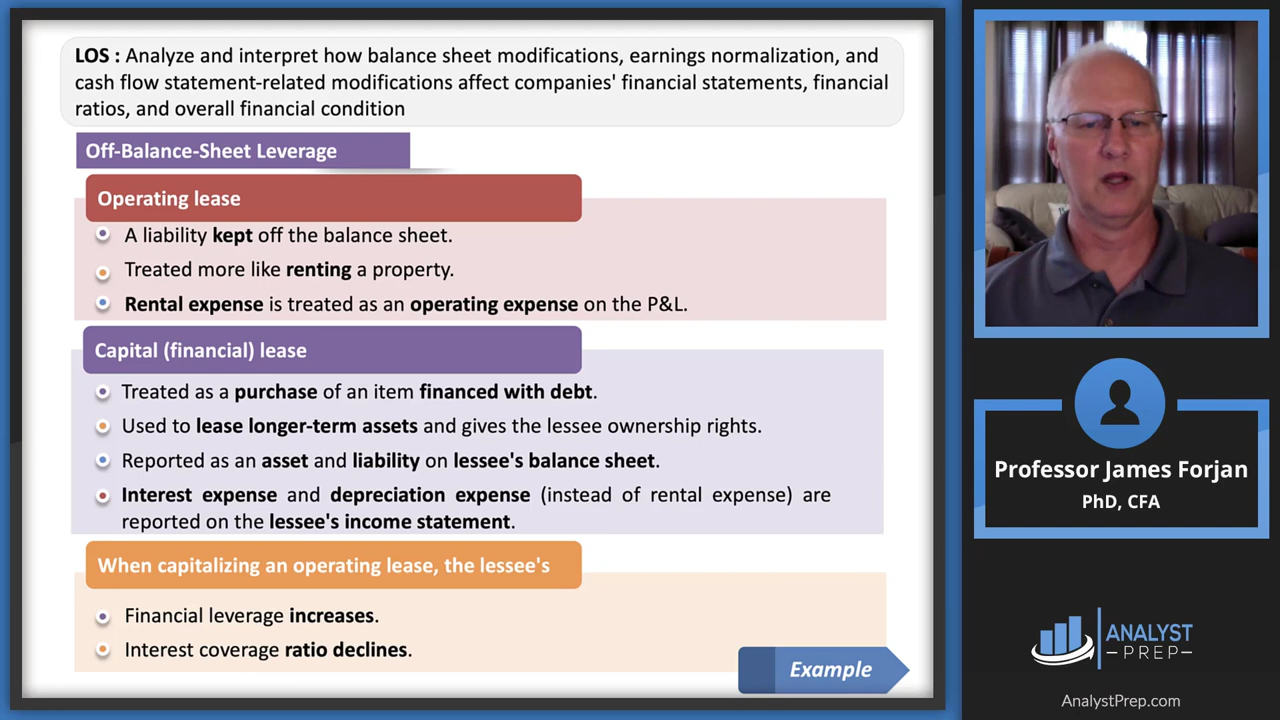 LOS : Analyze and interpret how balance sheet modifications, earnings normalization, and
cash flow statement-related modifications affect companies' financial statements, financial
ratios, and overall financial condition
Off-Balance-Sheet Leverage
Operating lease
A liability kept off the balance sheet.
Treated more like renting a property.
Rental expense is treated as an operating expense on the P&L.
Capital (financial) lease
Treated as a purchase of an item financed with debt.
Used to lease longer-term assets and gives the lessee ownership rights.
Reported as an asset and liability on lessee's balance sheet.
Interest expense and depreciation expense (instead of rental expense) are
reported on the lessee's income statement.
When capitalizing an operating lease, the lessee's
Financial leverage increases.
Interest coverage ratio declines.
Example
Professor James Forjan
PhD, CFA
ANALYST
PREP
AnalystPrep.com